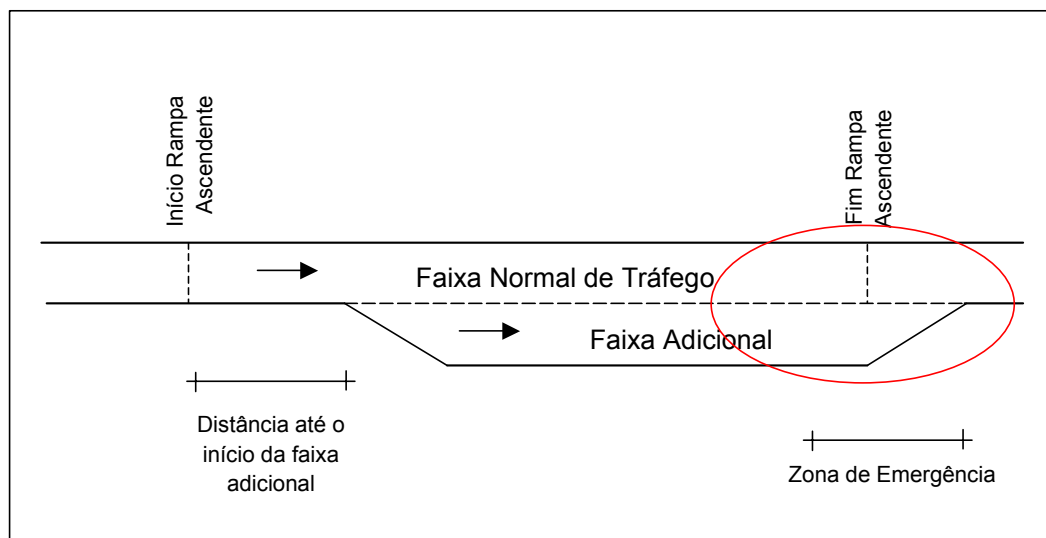 Início Rampa
Ascendente
Fim Rampa
Ascendente
Faixa Normal de Tráfego
Faixa Adicional
Distância até o
início da faixa
adicional
Zona de Emergência